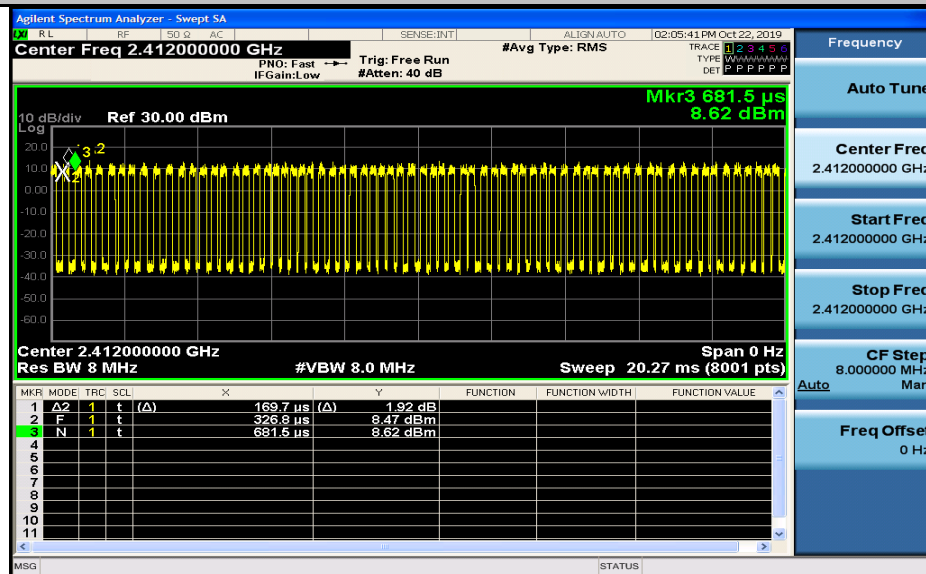 Agilent Spectrum Analyzer - Swept SA
LXI RL RF 50 Ω AC SENSE:INT ALIGN AUTO 02:05:41 PM Oct 22, 2019
Center Freq 2.412000000 GHz #Avg Type: RMS TRACE 1 2 3 4 5 6
PNO: Fast Trig: Free Run TYPE W
IFGain:Low #Atten: 40 dB DET P P P P P P
Mkr3 681.5 µs
10 dB/div Ref 30.00 dBm 8.62 dBm
Log
20.0
10.0
0.00
-10.0
-20.0
-30.0
-40.0
-50.0
-60.0
3 2
X2
Center 2.412000000 GHz Span 0 Hz
Res BW 8 MHz #VBW 8.0 MHz Sweep 20.27 ms (8001 pts)
MKR MODE TRC SCL X Y FUNCTION FUNCTION WIDTH FUNCTION VALUE
1 Δ2 1 t (Δ) 169.7 µs (Δ) 1.92 dB
2 F 1 t 326.8 µs 8.47 dBm
3 N 1 t 681.5 µs 8.62 dBm
4
5
6
7
8
9
10
11
MSG STATUS
Frequency
Auto Tune
Center Freq
2.412000000 GHz
Start Freq
2.412000000 GHz
Stop Freq
2.412000000 GHz
CF Step
8.000000 MHz
Auto Man
Freq Offset
0 Hz